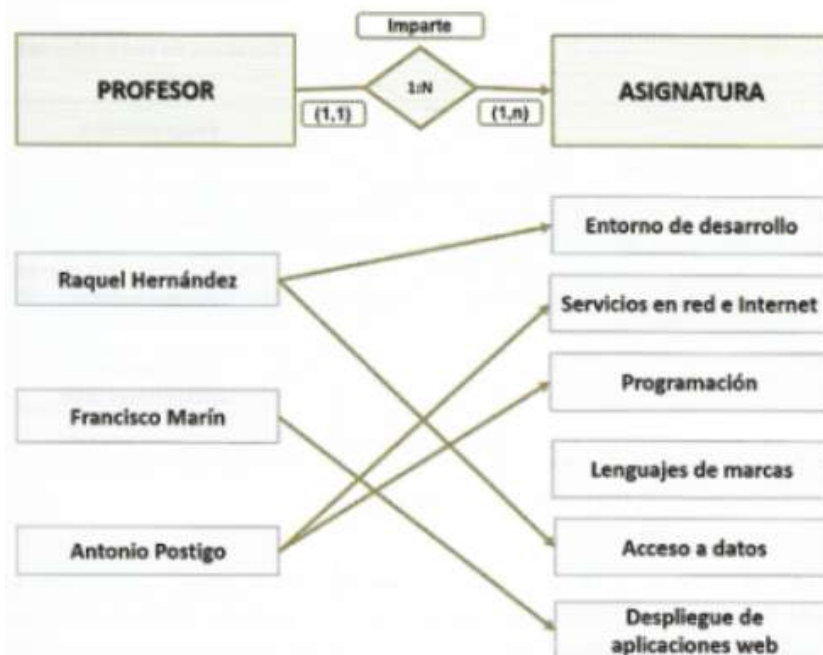 Imparte
PROFESOR
1:N
ASIGNATURA
(1,1)
(1,n)
Entorno de desarrollo
Raquel Hernández
Servicios en red e Internet
Programación
Francisco Marín
Lenguajes de marcas
Antonio Postigo
Acceso a datos
Despliegue de
aplicaciones web